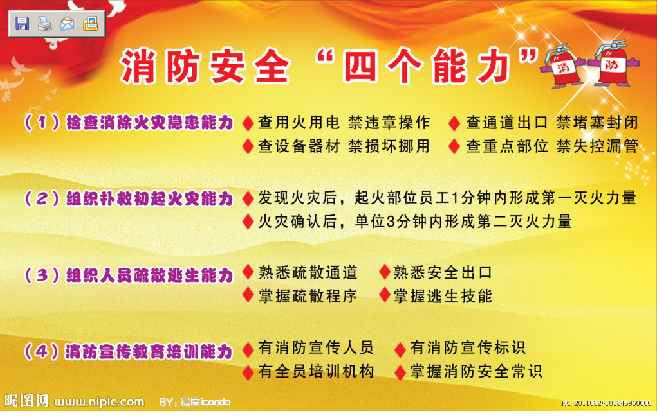 消防安全“四个能力”
消 防
（1）检查消除火灾隐患能力
◆查用火用电 禁违章操作 ◆查通道出口 禁堵塞封闭
◆查设备器材 禁损坏挪用 ◆查重点部位 禁失控漏管
（2）组织扑救初起火灾能力
◆发现火灾后，起火部位员工1分钟内形成第一灭火力量
◆火灾确认后，单位3分钟内形成第二灭火力量
（3）组织人员疏散逃生能力
◆熟悉疏散通道 ◆熟悉安全出口
◆掌握疏散程序 ◆掌握逃生技能
（4）消防宣传教育培训能力
◆有消防宣传人员 ◆有消防宣传标识
◆有全员培训机构 ◆掌握消防安全常识
昵图网 www.nipic.com BY：